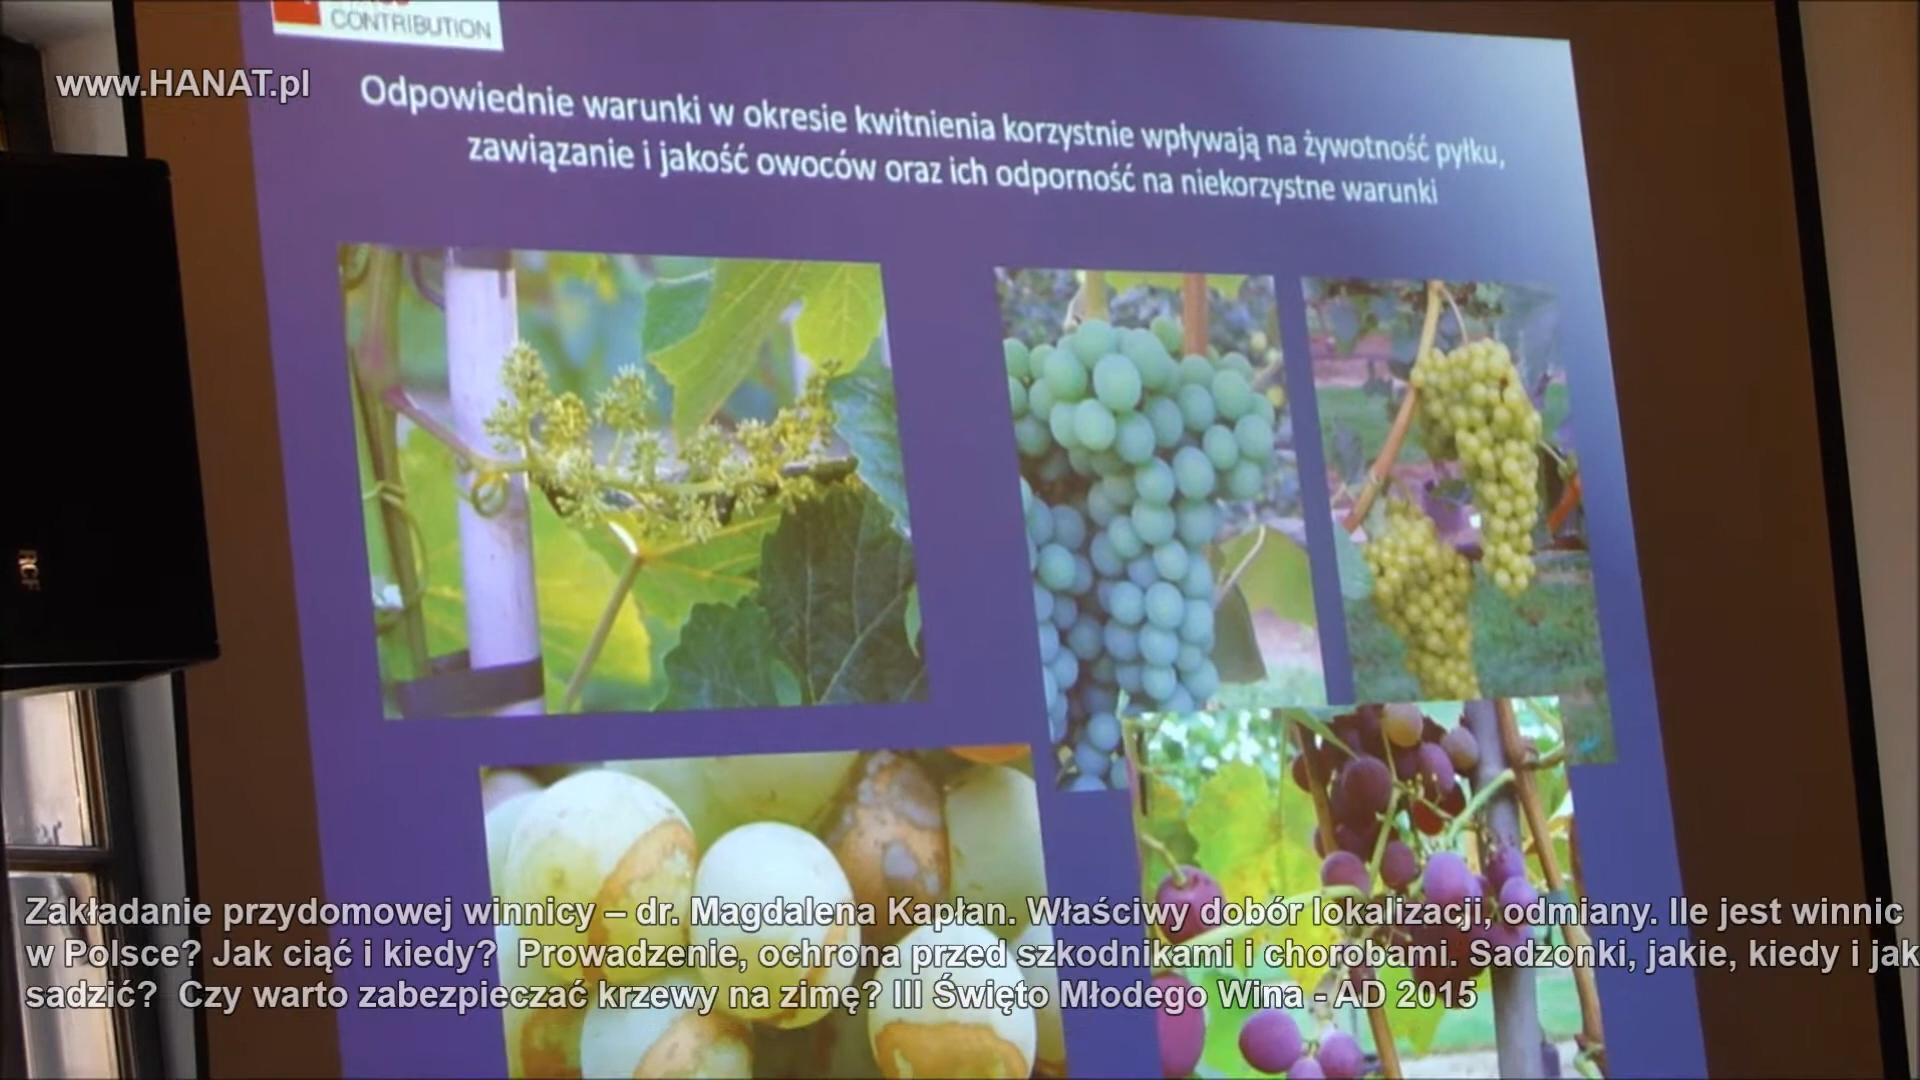 CONTRIBUTION
www.HANAT.pl
Odpowiednie warunki w okresie kwitnienia korzystnie wpływają na żywotność pyłku,
zawiązanie i jakość owoców oraz ich odporność na niekorzystne warunki
RCF
Zakładanie przydomowej winnicy – dr. Magdalena Kapłan. Właściwy dobór lokalizacji, odmiany. Ile jest winnic
w Polsce? Jak ciąć i kiedy? Prowadzenie, ochrona przed szkodnikami i chorobami. Sadzonki, jakie, kiedy i jak
sadzić? Czy warto zabezpieczać krzewy na zimę? III Święto Młodego Wina - AD 2015